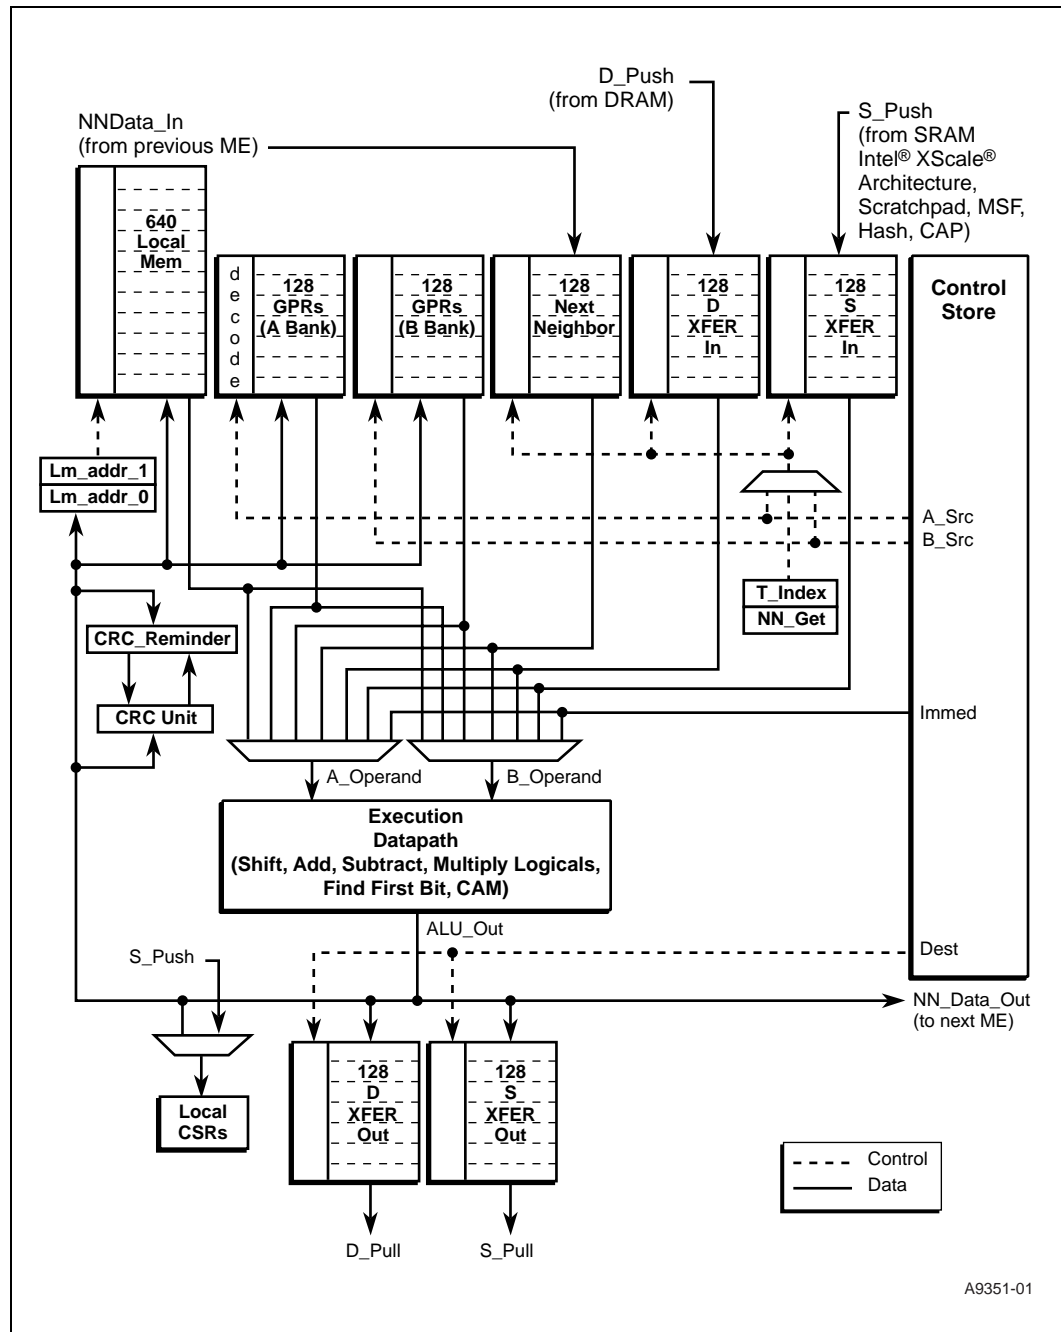 D_Push
(from DRAM)
NNData_In
(from previous ME)
S_Push
(from SRAM
Intel® XScale®
Architecture,
Scratchpad, MSF,
Hash, CAP)
640
Local
Mem
decode
128
GPRs
(A Bank)
128
GPRs
(B Bank)
128
Next
Neighbor
128
D
XFER
In
128
S
XFER
In
Control
Store
Lm_addr_1
Lm_addr_0
A_Src
B_Src
T_Index
NN_Get
CRC_Reminder
CRC Unit
Immed
A_Operand
B_Operand
Execution
Datapath
(Shift, Add, Subtract, Multiply Logicals,
Find First Bit, CAM)
ALU_Out
S_Push
Dest
NN_Data_Out
(to next ME)
128
D
XFER
Out
128
S
XFER
Out
Local
CSRs
Control
Data
D_Pull
S_Pull
A9351-01